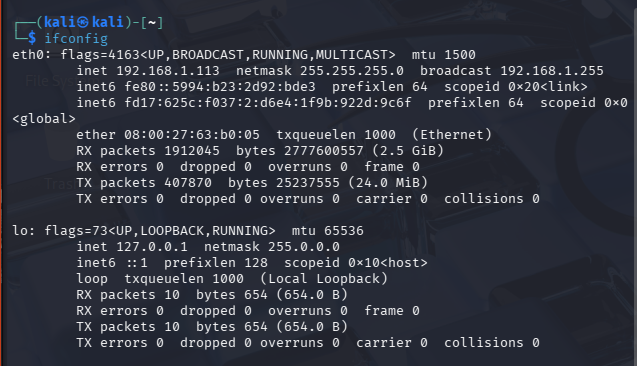 ┌──(kali㉿kali)-[~]
└─$ ifconfig
eth0: flags=4163<UP,BROADCAST,RUNNING,MULTICAST>  mtu 1500
        inet 192.168.1.113  netmask 255.255.255.0  broadcast 192.168.1.255
        inet6 fe80::5994:b23:2d92:bde3  prefixlen 64  scopeid 0×20<link>
        inet6 fd17:625c:f037:2:d6e4:1f9b:922d:9c6f  prefixlen 64  scopeid 0×0
<global>
        ether 08:00:27:63:b0:05  txqueuelen 1000  (Ethernet)
        RX packets 1912045  bytes 2777600557 (2.5 GiB)
        RX errors 0  dropped 0  overruns 0  frame 0
        TX packets 407870  bytes 25237555 (24.0 MiB)
        TX errors 0  dropped 0 overruns 0  carrier 0  collisions 0

lo: flags=73<UP,LOOPBACK,RUNNING>  mtu 65536
        inet 127.0.0.1  netmask 255.0.0.0
        inet6 ::1  prefixlen 128  scopeid 0×10<host>
        loop  txqueuelen 1000  (Local Loopback)
        RX packets 10  bytes 654 (654.0 B)
        RX errors 0  dropped 0  overruns 0  frame 0
        TX packets 10  bytes 654 (654.0 B)
        TX errors 0  dropped 0 overruns 0  carrier 0  collisions 0